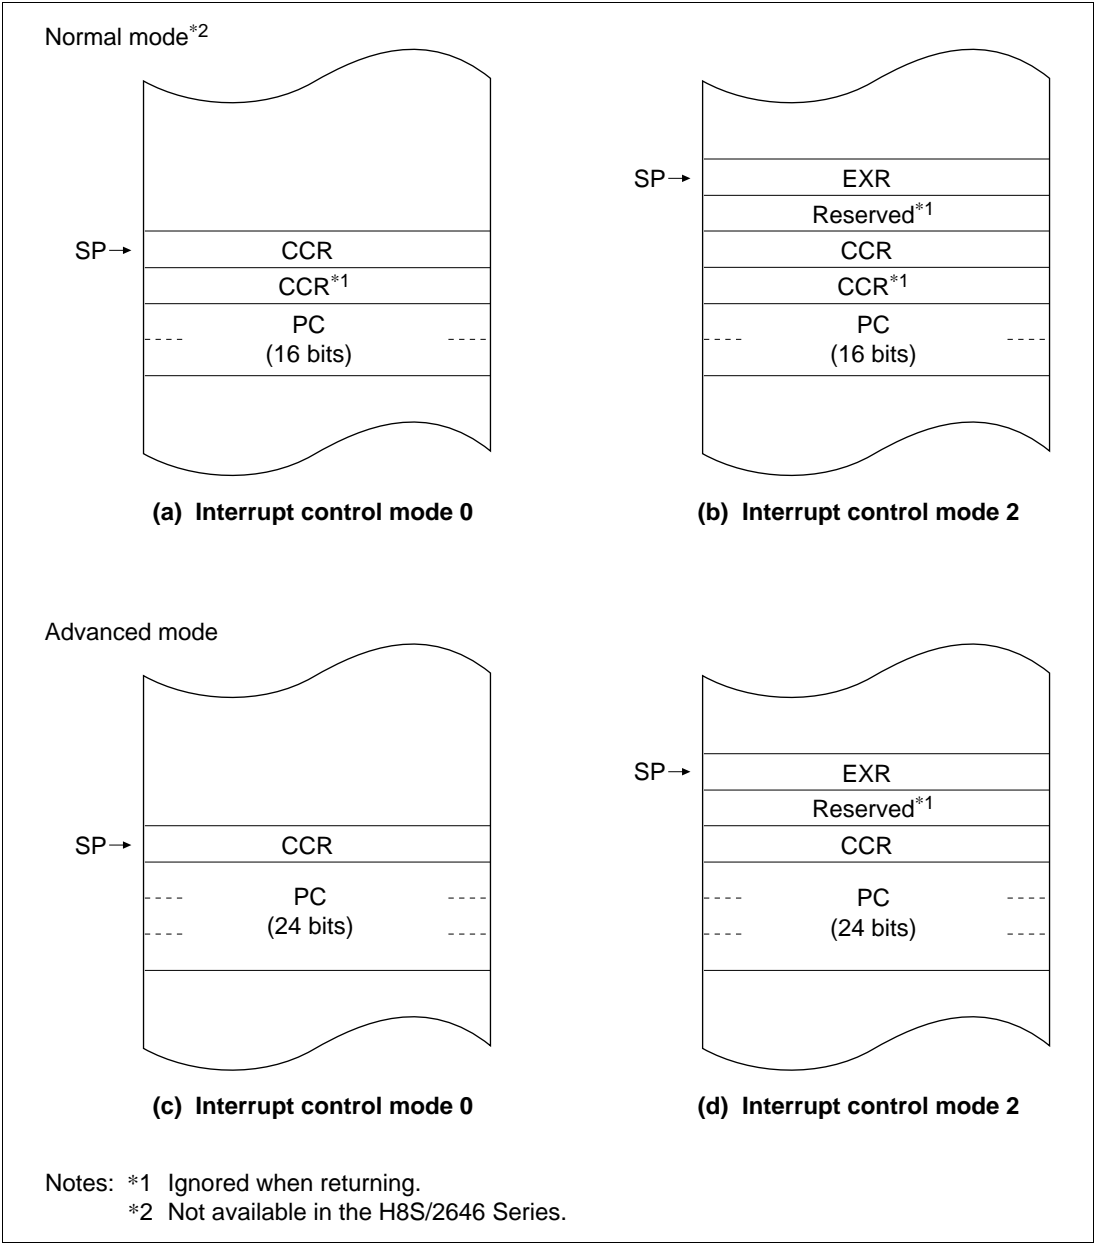 Normal mode*2
SP
CCR
CCR*1
PC
(16 bits)
(a) Interrupt control mode 0
SP
EXR
Reserved*1
CCR
CCR*1
PC
(16 bits)
(b) Interrupt control mode 2
Advanced mode
SP
CCR
PC
(24 bits)
(c) Interrupt control mode 0
SP
EXR
Reserved*1
CCR
PC
(24 bits)
(d) Interrupt control mode 2
Notes: *1 Ignored when returning.
*2 Not available in the H8S/2646 Series.